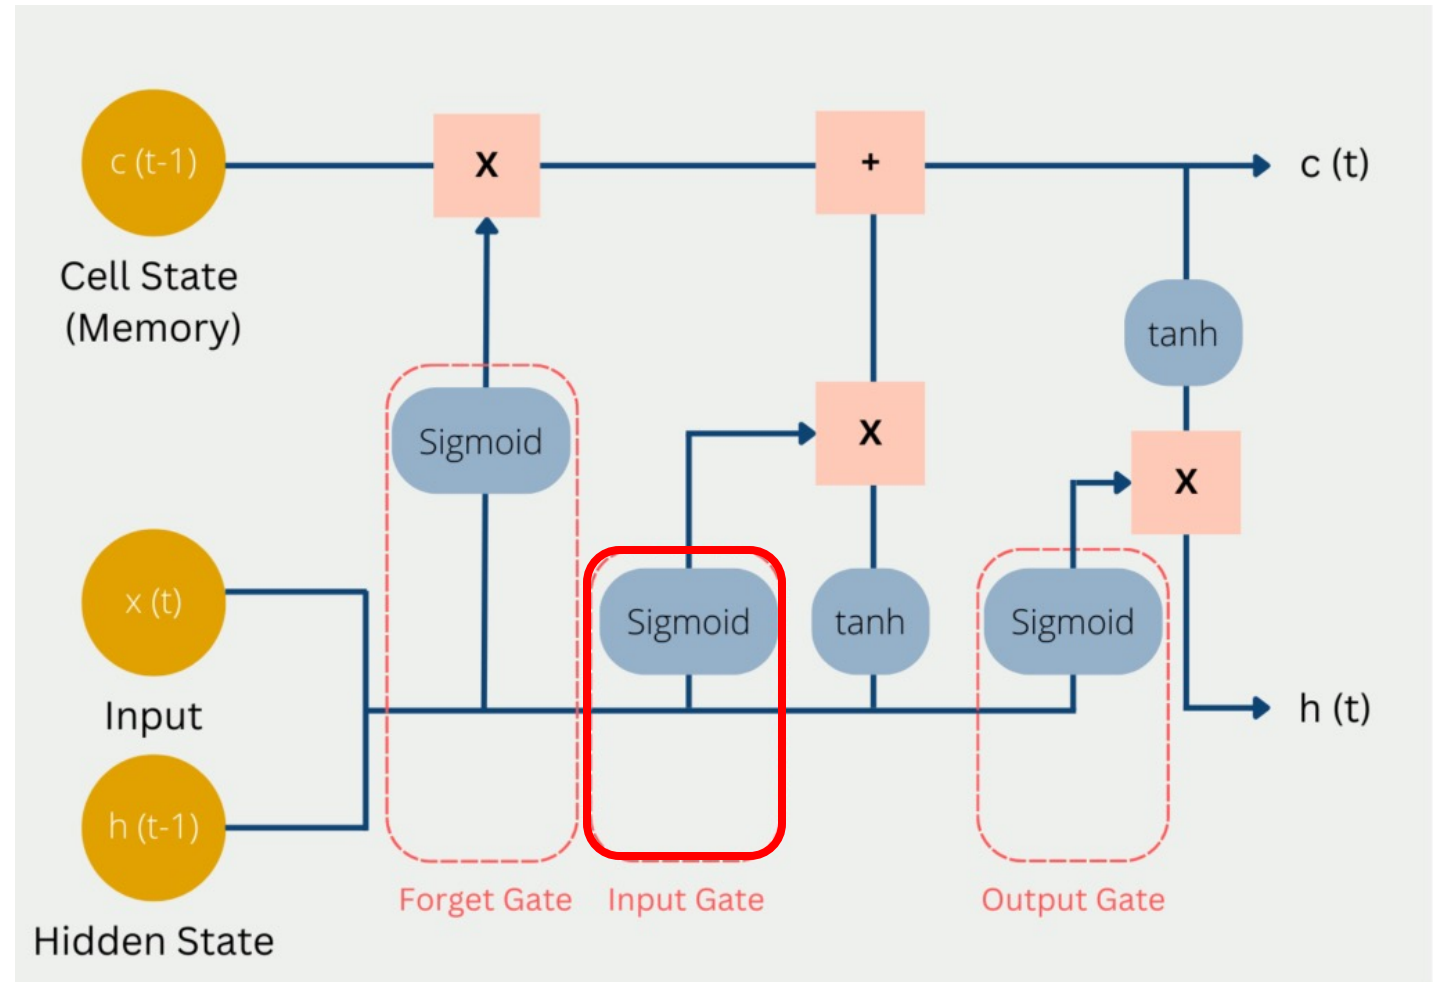 c (t-1)
X
+
c (t)
Cell State
(Memory)
tanh
Sigmoid
X
X
x (t)
Sigmoid
tanh
Sigmoid
Input
h (t)
h (t-1)
Forget Gate
Input Gate
Output Gate
Hidden State